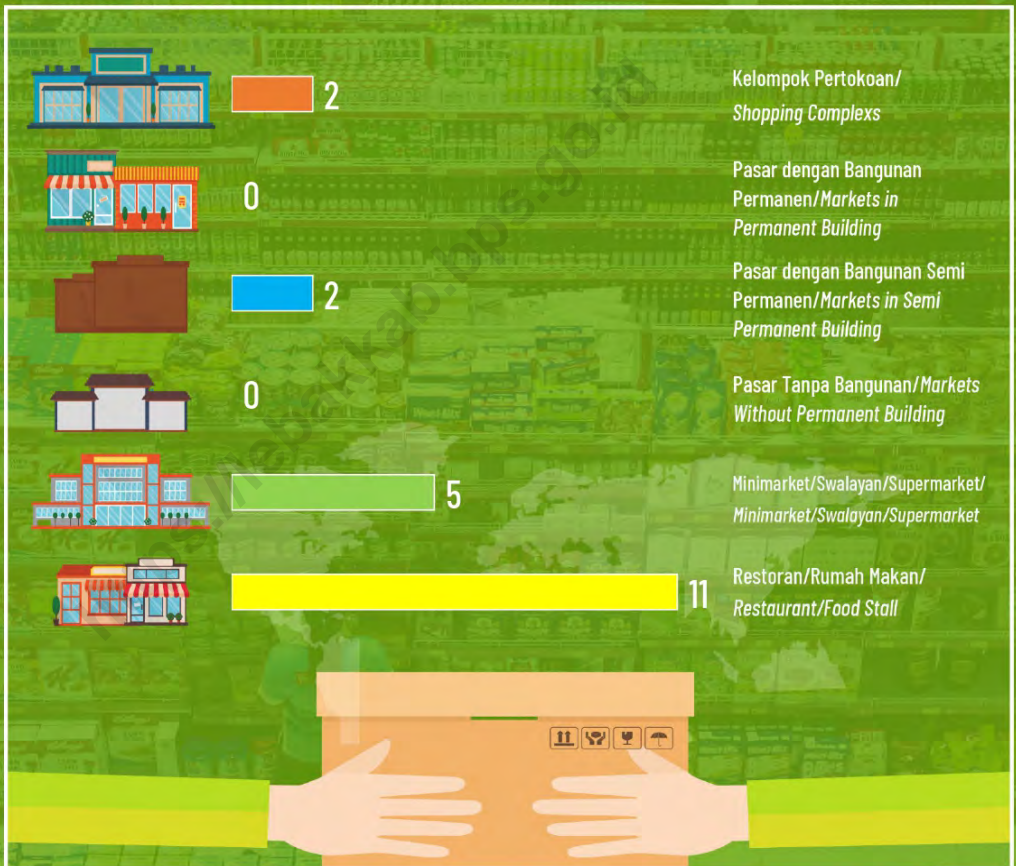 2
Kelompok Pertokoan/
Shopping Complexs
0
Pasar dengan Bangunan
Permanen/Markets in
Permanent Building
2
Pasar dengan Bangunan Semi
Permanen/Markets in Semi
Permanent Building
0
Pasar Tanpa Bangunan/Markets
Without Permanent Building
5
Minimarket/Swalayan/Supermarket/
Minimarket/Swalayan/Supermarket
11
Restoran/Rumah Makan/
Restaurant/Food Stall